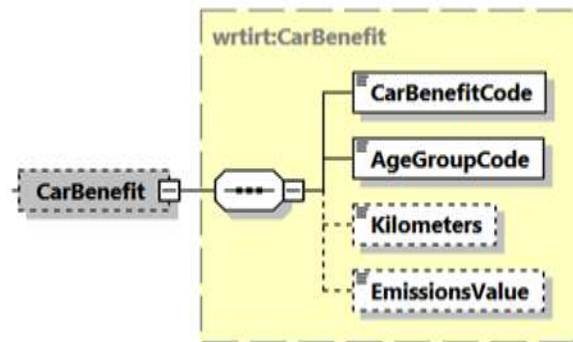 wrtirt:CarBenefit
CarBenefitCode
AgeGroupCode
CarBenefit
Kilometers
EmissionsValue